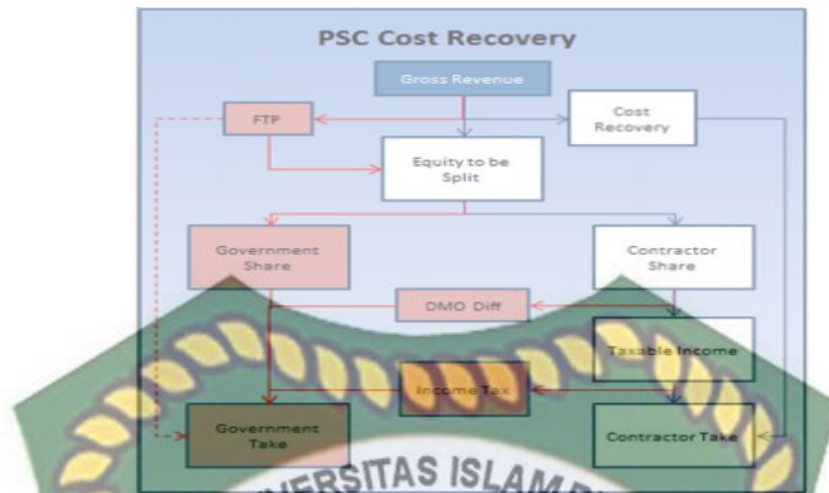 PSC Cost Recovery
Gross Revenue
FTP
Cost
Recovery
Equity to be
Split
Government
Share
Contractor
Share
DMO Diff
Taxable Income
Income Tax
Government
Take
Contractor Take
UNIVERSITAS ISLAM